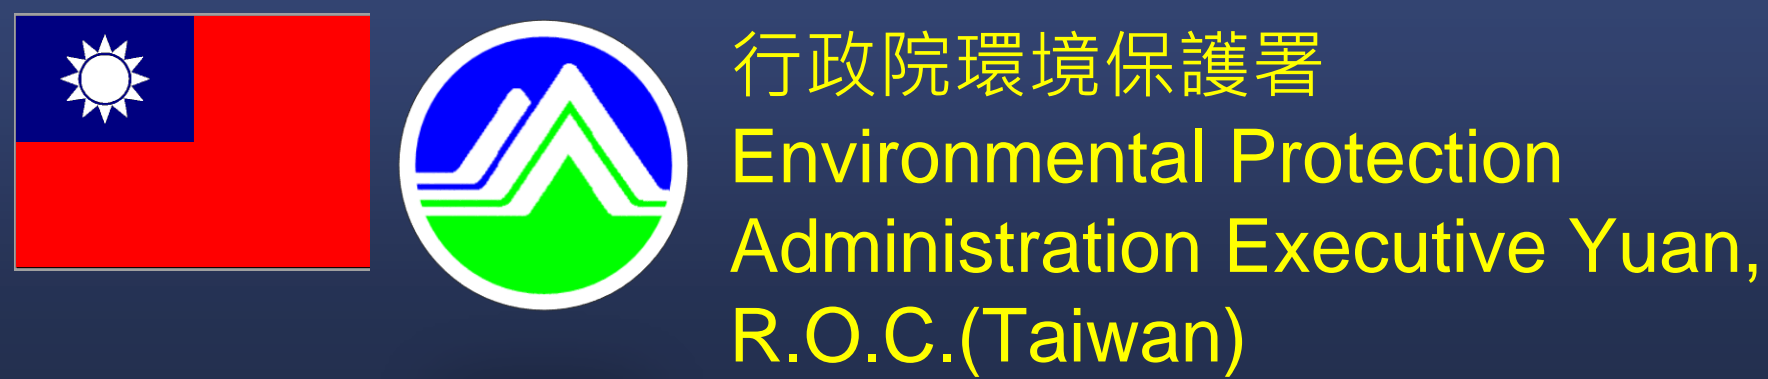 行政院環境保護署
Environmental Protection
Administration Executive Yuan,
R.O.C.(Taiwan)